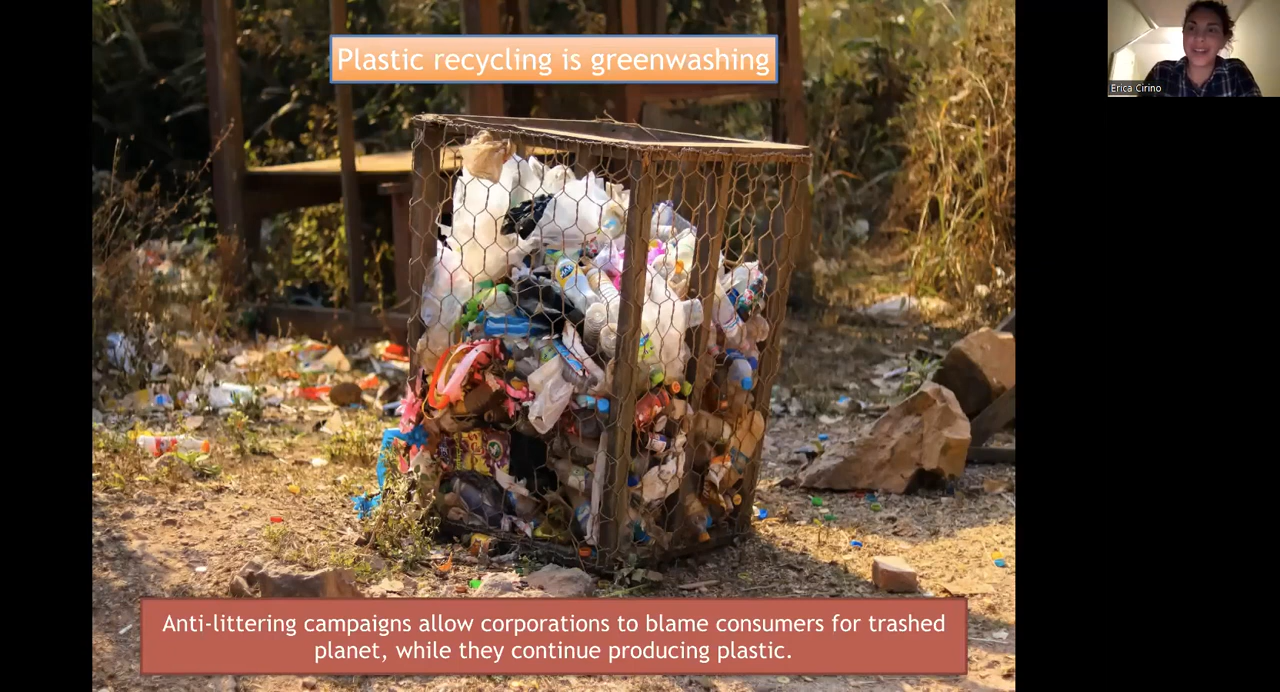 Plastic recycling is greenwashing
Erica Cirino
Anti-littering campaigns allow corporations to blame consumers for trashed
planet, while they continue producing plastic.